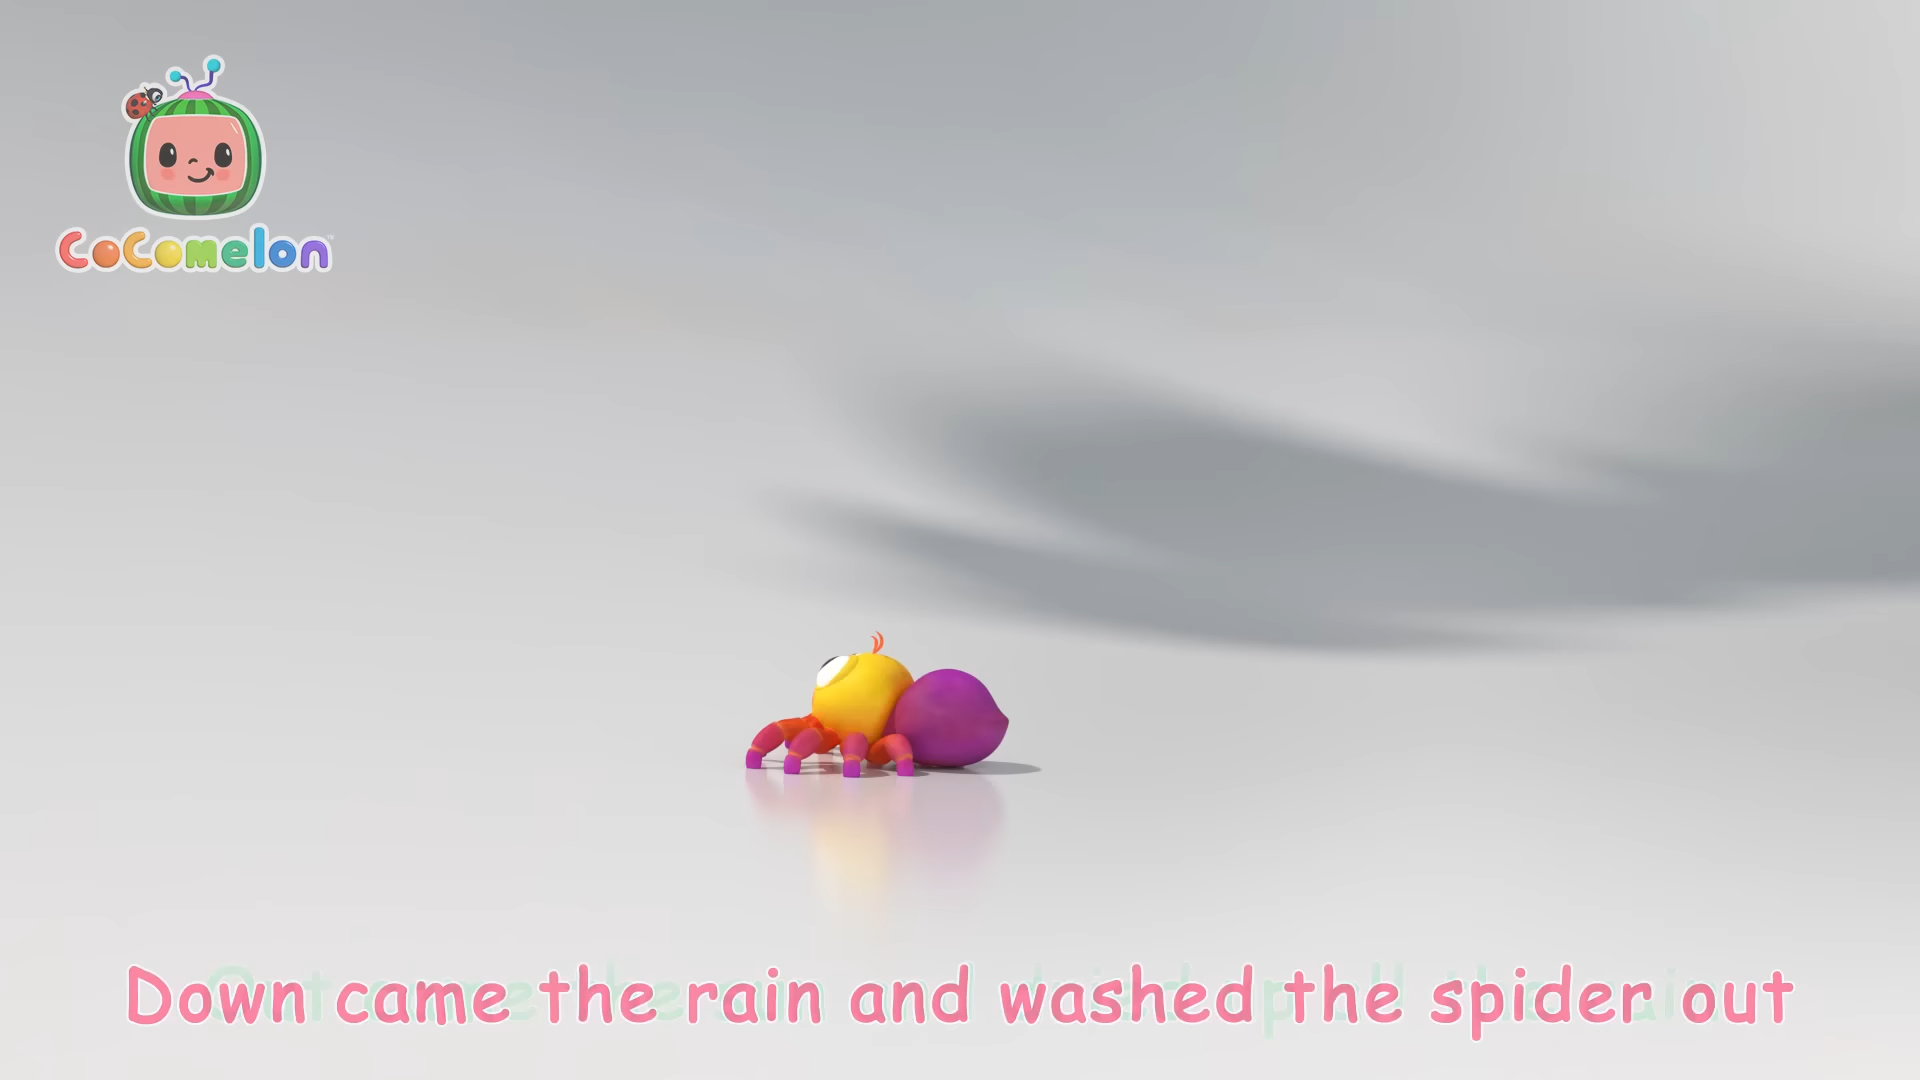 CoComelon
Down came the rain and washed the spider out